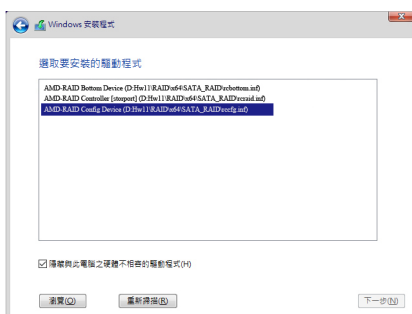 Windows 安裝程式
選取要安裝的驅動程式
AMD-RAID Bottom Device (D:Hw11\RAID\x64\SATA_RAID\rcbottom.inf)
AMD-RAID Controller [storport] (D:Hw11\RAID\x64\SATA_RAID\rcraid.inf)
AMD-RAID Config Device (D:Hw11\RAID\x64\SATA_RAID\rccfg.inf)
隱藏與此電腦之硬體不相容的驅動程式(H)
瀏覽(O)
重新掃描(R)
下一步(N)